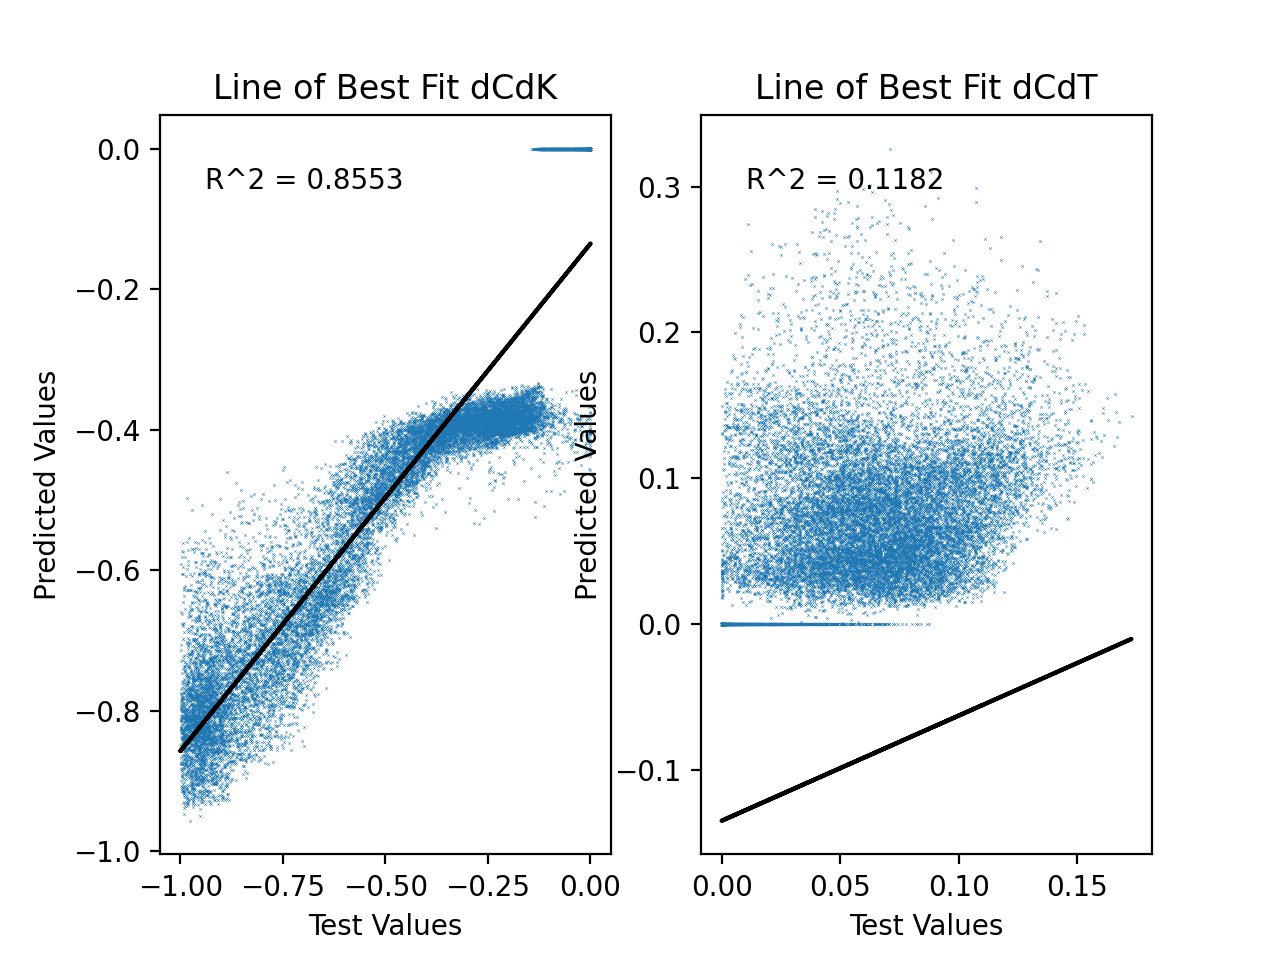 Line of Best Fit dCdK
R^2 = 0.8553
0.0
−0.2
−0.4
−0.6
−0.8
−1.0
Predicted Values
−1.00 −0.75 −0.50 −0.25 0.00
Test Values
Line of Best Fit dCdT
R^2 = 0.1182
0.3
0.2
0.1
0.0
−0.1
Predicted Values
0.00 0.05 0.10 0.15
Test Values